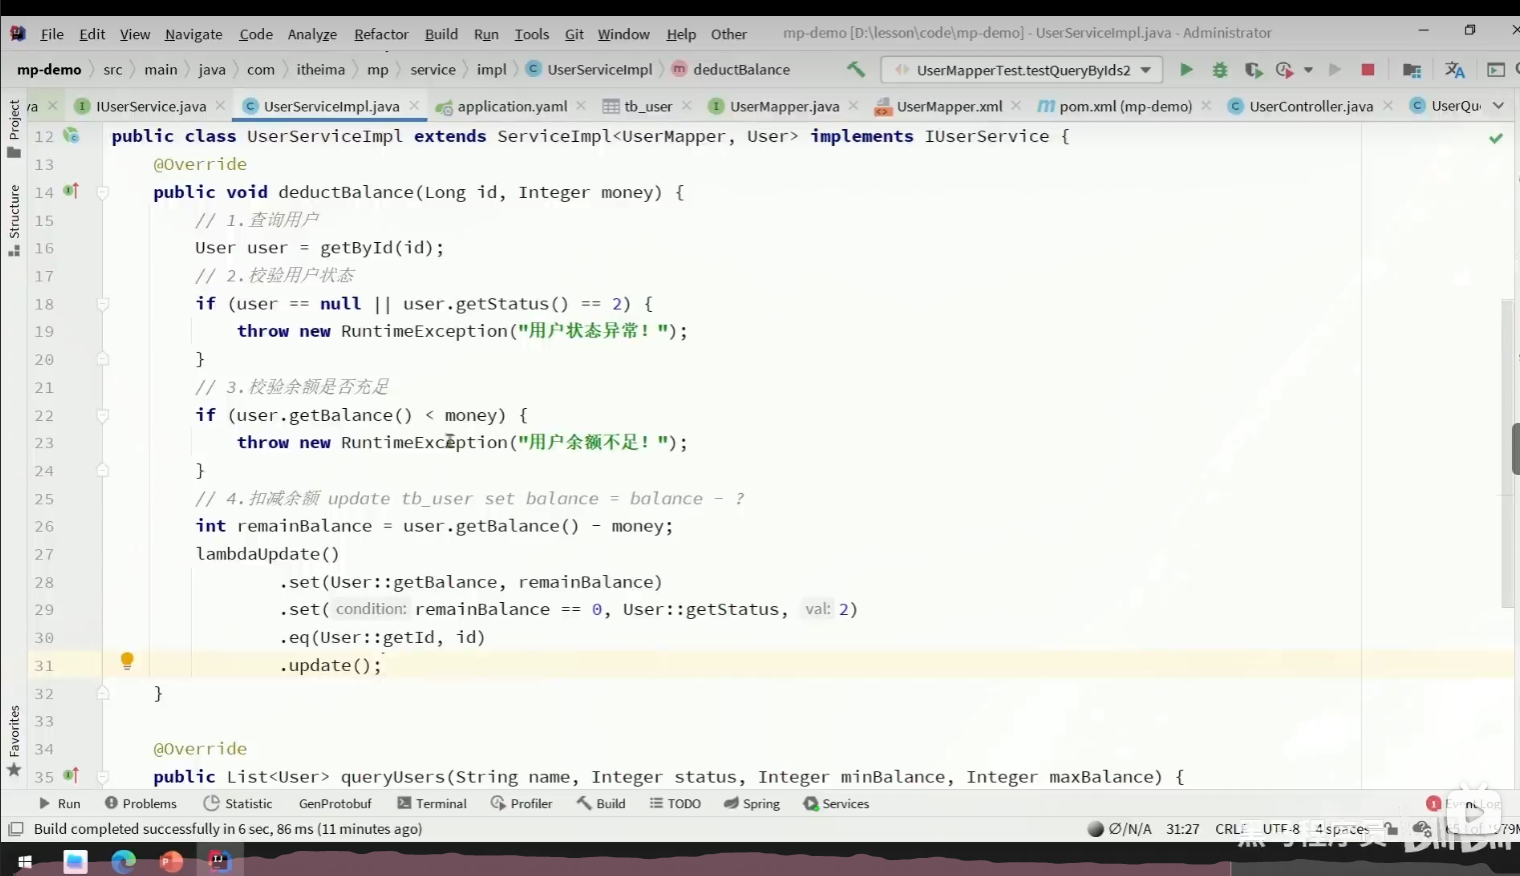 File Edit View Navigate Code Analyze Refactor Build Run Tools Git Window Help Other mp-demo [D:\lesson\code\mp-demo] - UserServiceImpl.java - Administrator
mp-demo src main java com itheima mp service impl UserServiceImpl deductBalance UserMapperTest.testQueryByIds2
IUserService.java UserServiceImpl.java application.yaml tb_user UserMapper.java UserMapper.xml pom.xml (mp-demo) UserController.java
Project
Structure
Favorites
12 public class UserServiceImpl extends ServiceImpl<UserMapper, User> implements IUserService {
13 @Override
14 public void deductBalance(Long id, Integer money) {
15 // 1.查询用户
16 User user = getById(id);
17 // 2.校验用户状态
18 if (user == null || user.getStatus() == 2) {
19 throw new RuntimeException("用户状态异常！");
20 }
21 // 3.校验余额是否充足
22 if (user.getBalance() < money) {
23 throw new RuntimeException("用户余额不足！");
24 }
25 // 4.扣减余额 update tb_user set balance = balance - ?
26 int remainBalance = user.getBalance() - money;
27 lambdaUpdate()
28 .set(User::getBalance, remainBalance)
29 .set( condition: remainBalance == 0, User::getStatus, val: 2)
30 .eq(User::getId, id)
31 .update();
32 }
33
34 @Override
35 public List<User> queryUsers(String name, Integer status, Integer minBalance, Integer maxBalance) {
Run Problems Statistic GenProtobuf Terminal Profiler Build TODO Spring Services 1 Event Log
Build completed successfully in 6 sec, 86 ms (11 minutes ago) Ø/N/A 31:27 CRLF UTF-8 4 spaces
黑马程序员 bilibili